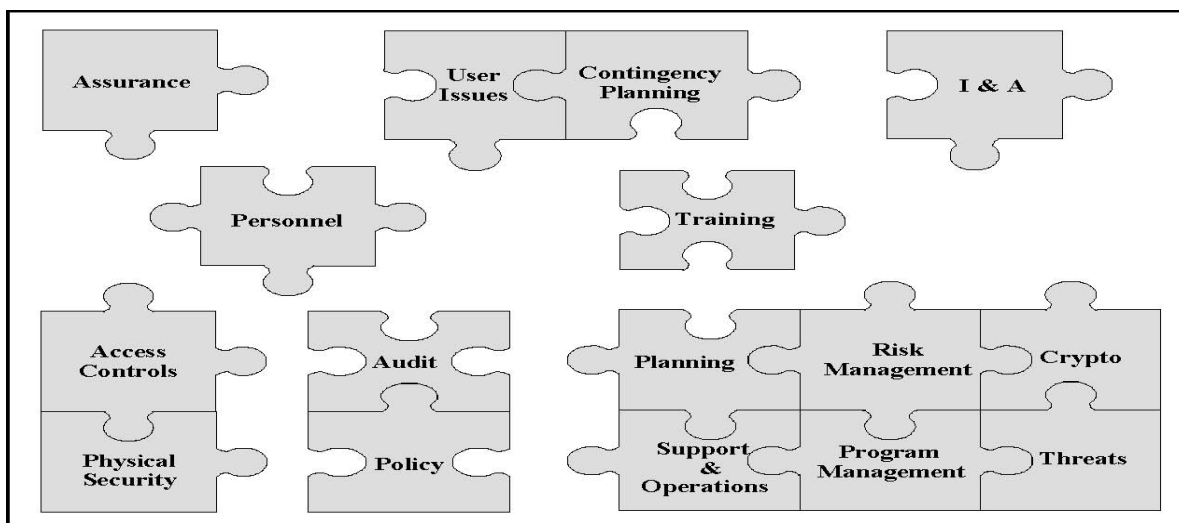 Assurance
User
Issues
Contingency
Planning
I & A
Personnel
Training
Access
Controls
Audit
Planning
Risk
Management
Crypto
Physical
Security
Policy
Support
&
Operations
Program
Management
Threats